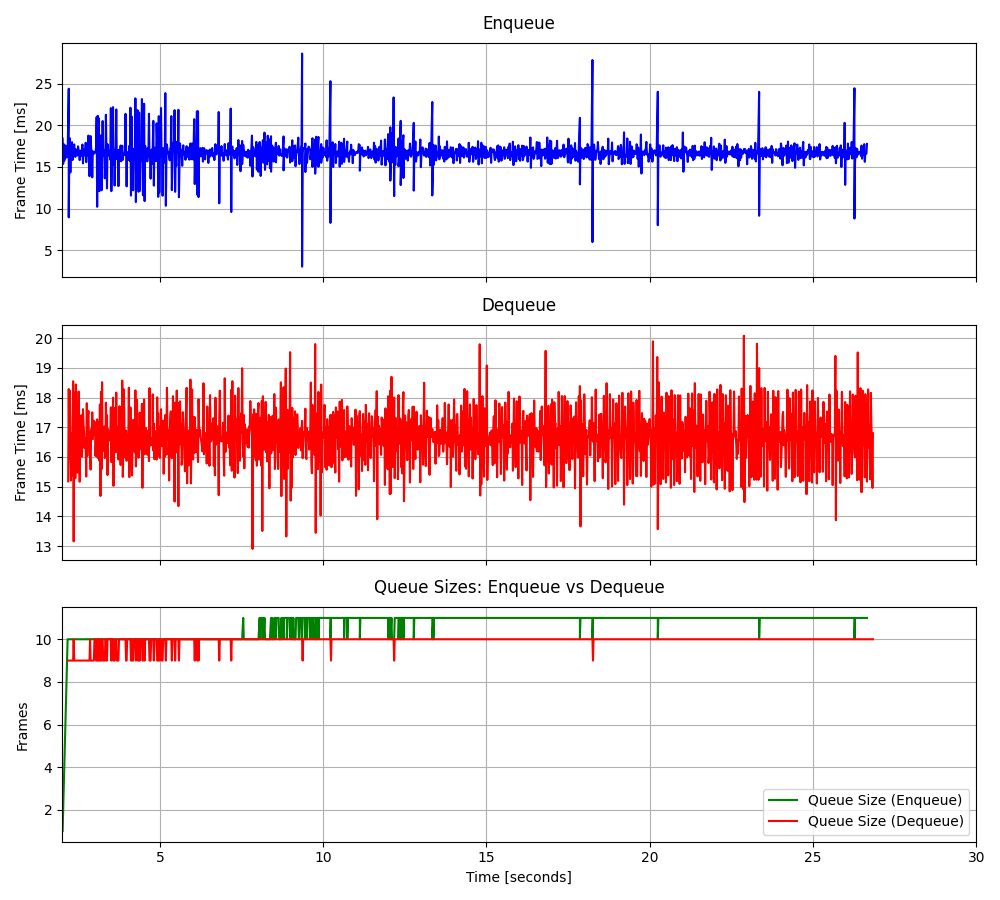 Enqueue
Frame Time [ms]
25
20
15
10
5
Dequeue
Frame Time [ms]
20
19
18
17
16
15
14
13
Queue Sizes: Enqueue vs Dequeue
Frames
10
8
6
4
2
Queue Size (Enqueue)
Queue Size (Dequeue)
5 10 15 20 25 30
Time [seconds]